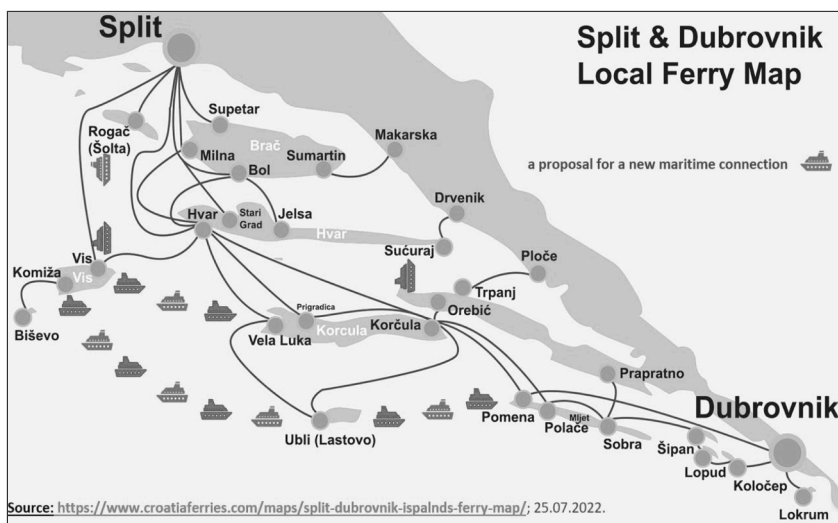 Split
Split & Dubrovnik
Local Ferry Map
Supetar
Rogač
(Šolta)
Makarska
Brač
Milna
Sumartin
a proposal for a new maritime connection
Bol
Drvenik
Hvar
Stari
Grad
Jelsa
Hvar
Sućuraj
Ploče
Vis
Komiža
Vis
Trpanj
Orebić
Prigradica
Biševo
Korcula
Korčula
Vela Luka
Prapratno
Dubrovnik
Pomena
Mljet
Polače
Ubli (Lastovo)
Sobra
Šipan
Lopud
Koločep
Lokrum
Source: https://www.croatiaferries.com/maps/split-dubrovnik-ispalnds-ferry-map/; 25.07.2022.